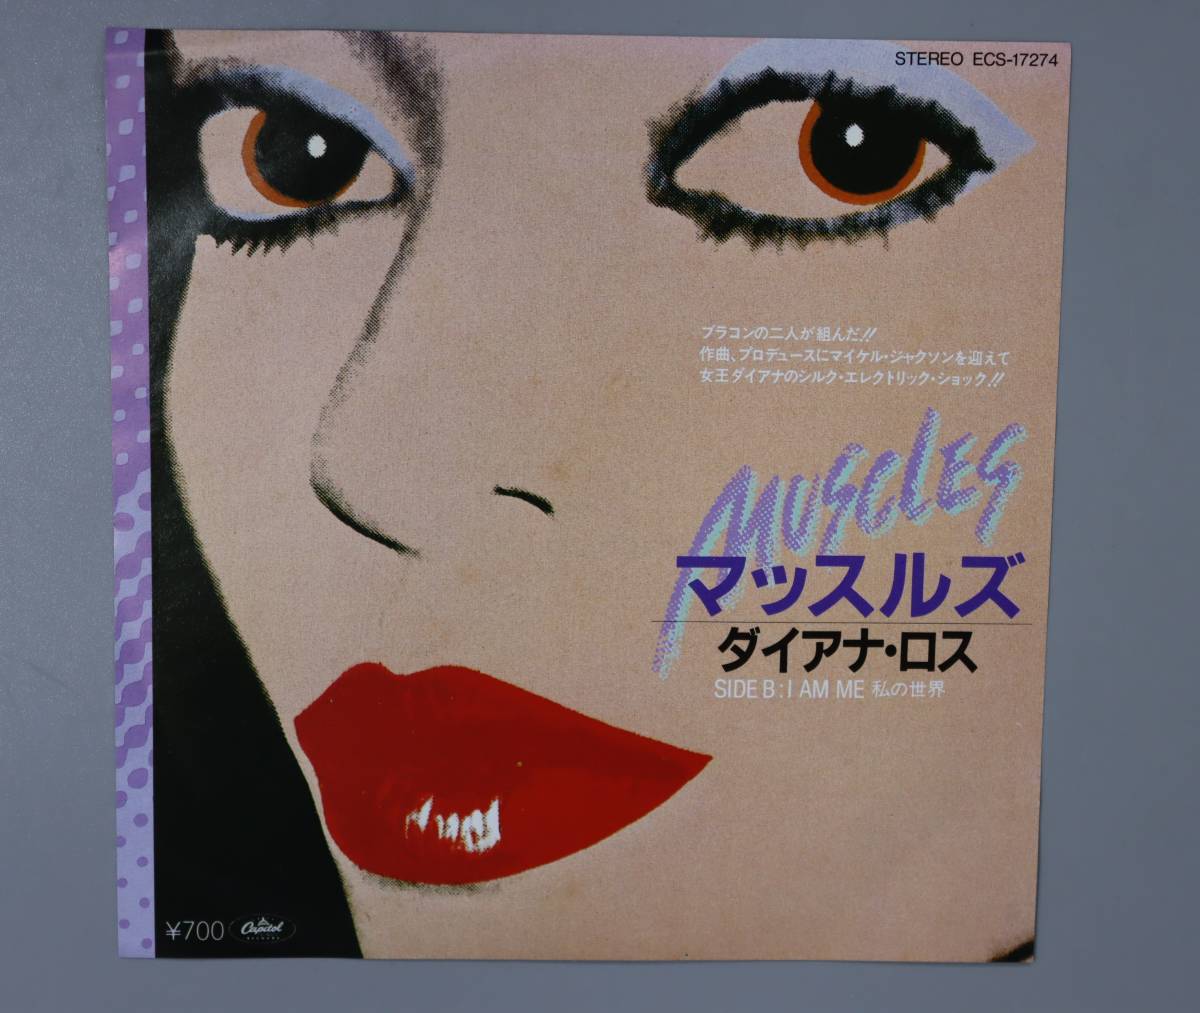 STEREO ECS-17274
ブラコンの二人が組んだ!!
作曲、プロデュースにマイケル・ジャクソンを迎えて
女王ダイアナのシルク・エレクトリック・ショック!!
MUSCLES
マッスルズ
ダイアナ・ロス
SIDE B : I AM ME 私の世界
¥700
Capitol
RECORDS